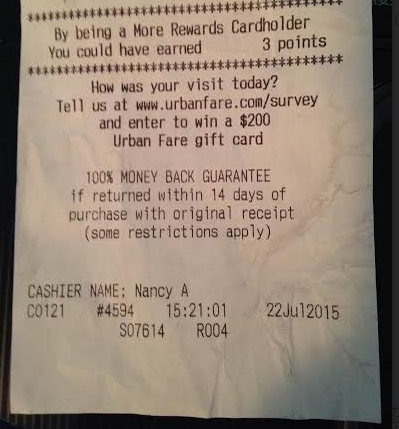 ************************************
By being a More Rewards Cardholder
You could have earned 3 points
************************************
How was your visit today?
Tell us at www.urbanfare.com/survey
and enter to win a $200
Urban Fare gift card
100% MONEY BACK GUARANTEE
if returned within 14 days of
purchase with original receipt
(some restrictions apply)
CASHIER NAME: Nancy A
C0121 #4594 15:21:01 22Jul2015
S07614 R004